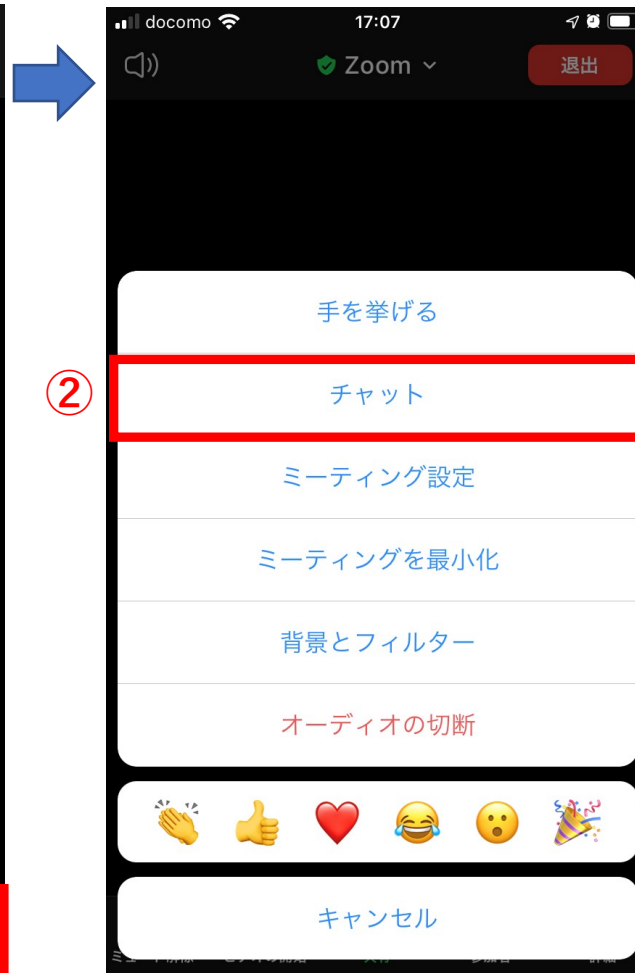 docomo
17:07
Zoom
退出
手を挙げる
②
チャット
ミーティング設定
ミーティングを最小化
背景とフィルター
オーディオの切断
キャンセル